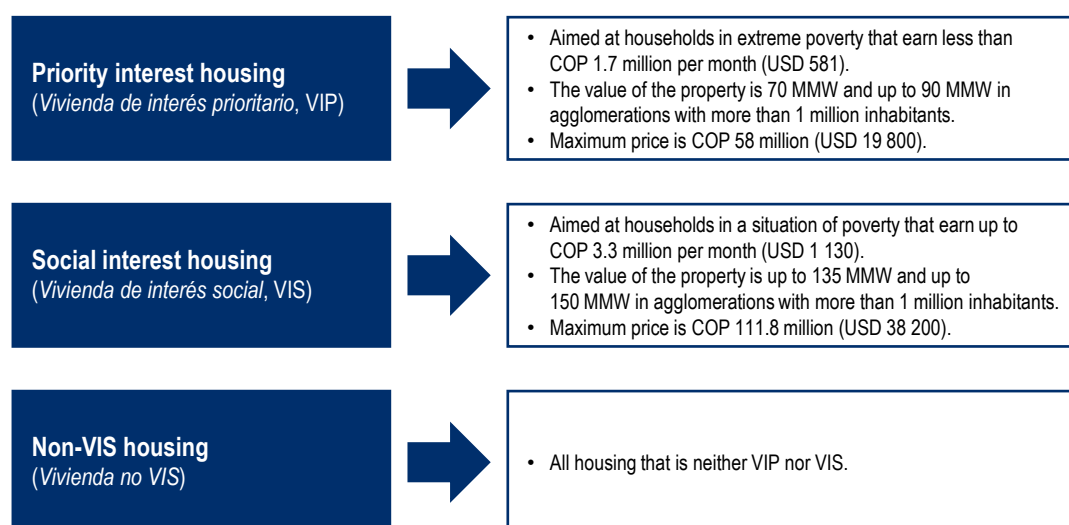 Priority interest housing
(Vivienda de interés prioritario, VIP)
• Aimed at households in extreme poverty that earn less than
COP 1.7 million per month (USD 581).
• The value of the property is 70 MMW and up to 90 MMW in
agglomerations with more than 1 million inhabitants.
• Maximum price is COP 58 million (USD 19 800).
Social interest housing
(Vivienda de interés social, VIS)
• Aimed at households in a situation of poverty that earn up to
COP 3.3 million per month (USD 1 130).
• The value of the property is up to 135 MMW and up to
150 MMW in agglomerations with more than 1 million inhabitants.
• Maximum price is COP 111.8 million (USD 38 200).
Non-VIS housing
(Vivienda no VIS)
• All housing that is neither VIP nor VIS.